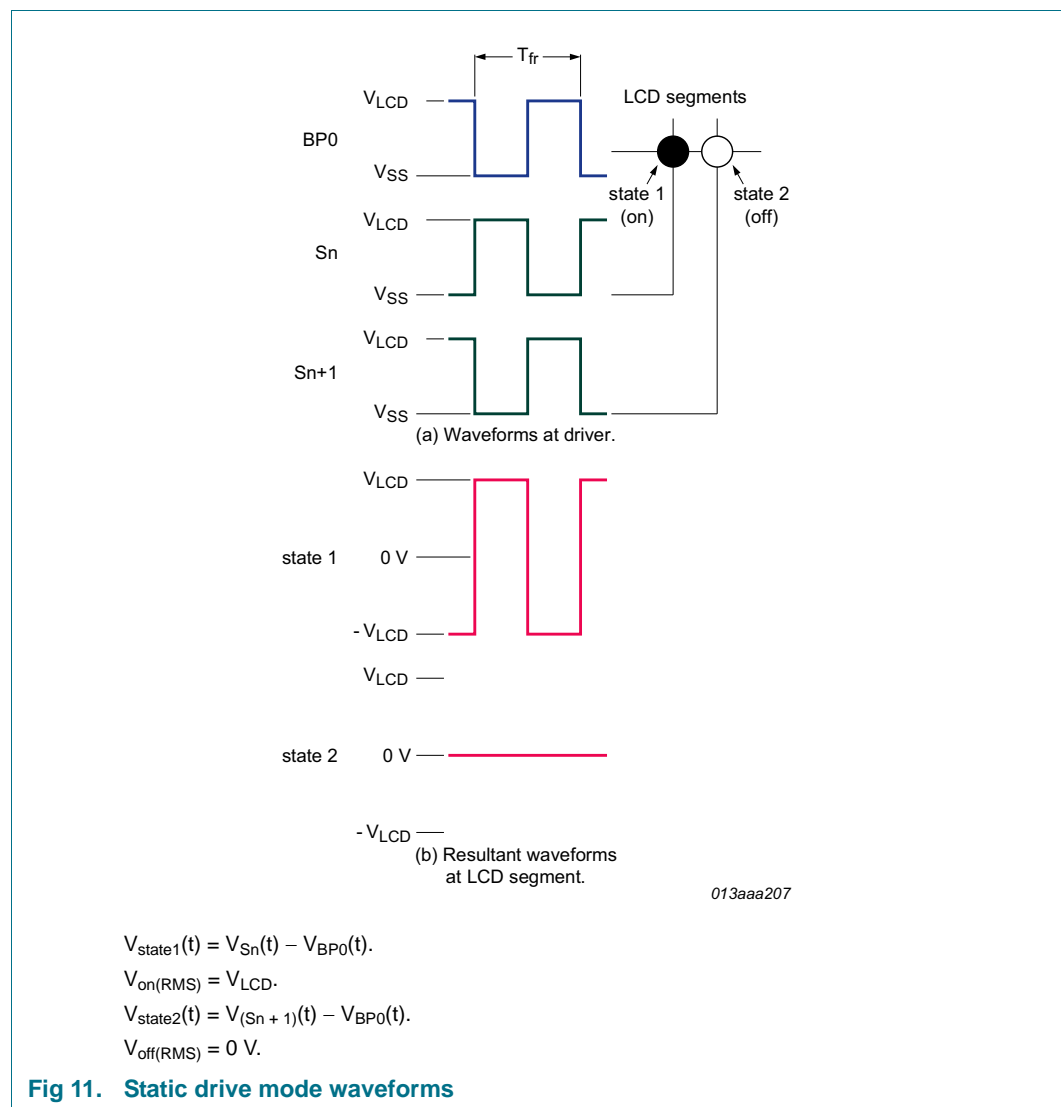 Tfr
VLCD
LCD segments
BP0
VSS
state 1
(on)
state 2
(off)
VLCD
Sn
VSS
VLCD
Sn+1
VSS
(a) Waveforms at driver.
VLCD
state 1
0 V
- VLCD
VLCD
state 2
0 V
- VLCD
(b) Resultant waveforms
at LCD segment.
013aaa207
Vstate1(t) = VSn(t) − VBP0(t).
Von(RMS) = VLCD.
Vstate2(t) = V(Sn + 1)(t) − VBP0(t).
Voff(RMS) = 0 V.
Fig 11. Static drive mode waveforms